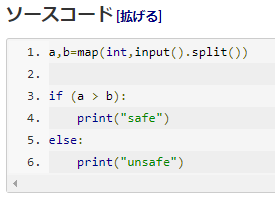 ソースコード[拡げる]
1. a,b=map(int,input().split())
2.
3. if (a > b):
4.     print("safe")
5. else:
6.     print("unsafe")